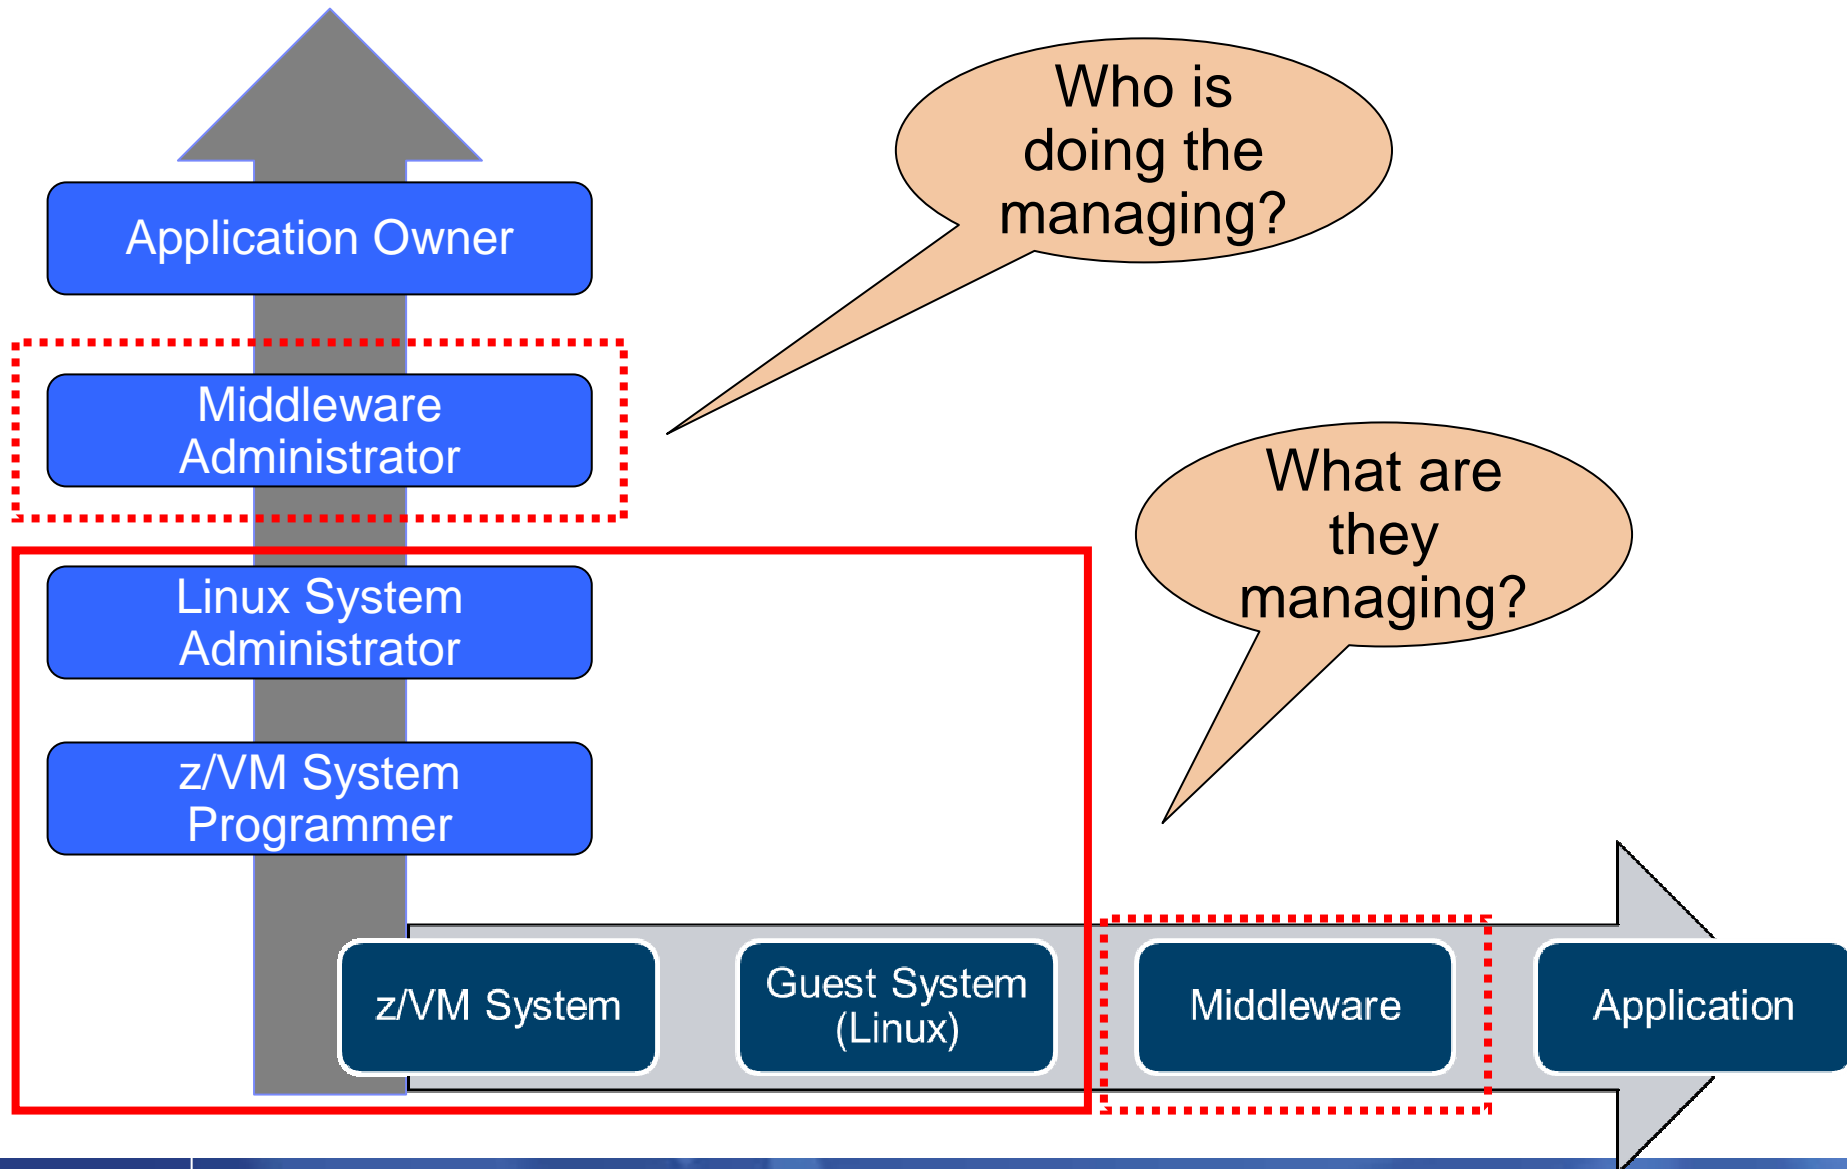 Who is
doing the
managing?
Application Owner
Middleware
Administrator
What are
they
managing?
Linux System
Administrator
z/VM System
Programmer
z/VM System
Guest System
(Linux)
Middleware
Application